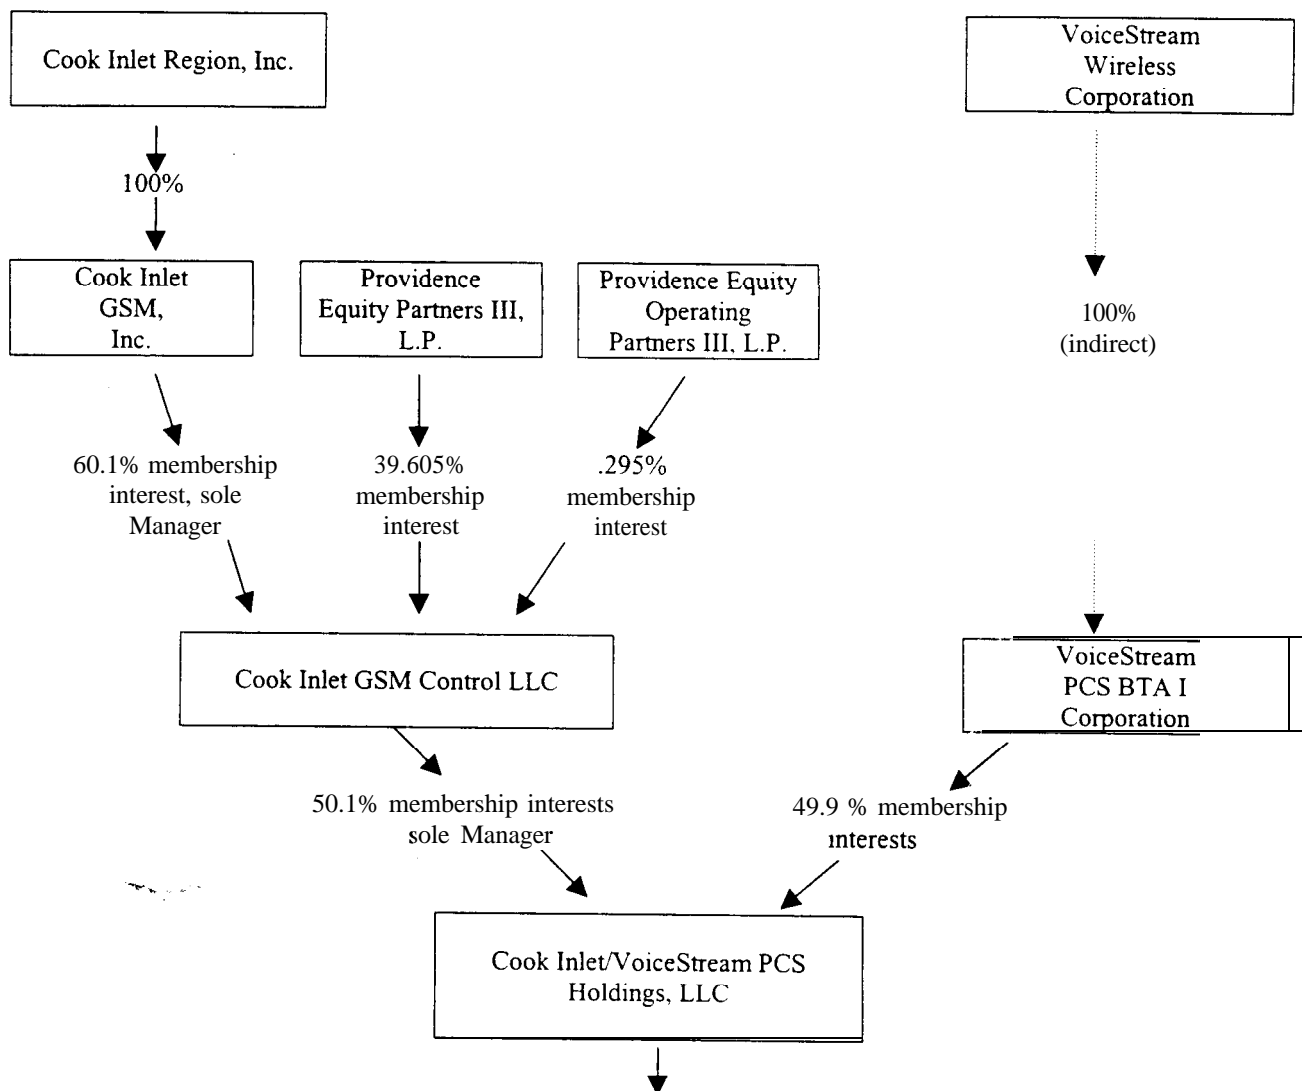 Cook Inlet Region, Inc.
VoiceStream
Wireless
Corporation
100%
Cook Inlet
GSM,
Inc.
Providence
Equity Partners III,
L.P.
Providence Equity
Operating
Partners III, L.P.
100%
(indirect)
60.1% membership
interest, sole
Manager
39.605%
membership
interest
.295%
membership
interest
Cook Inlet GSM Control LLC
VoiceStream
PCS BTA I
Corporation
50.1% membership interests
sole Manager
49.9 % membership
interests
Cook Inlet/VoiceStream PCS
Holdings, LLC